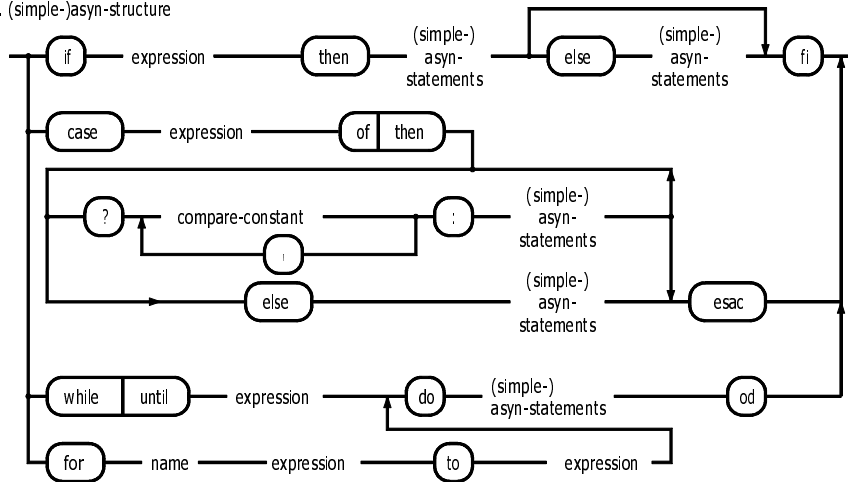 . (simple-)asyn-structure
if expression then (simple-) asyn- statements else (simple-) asyn- statements fi
case expression of then
? compare-constant : (simple-) asyn- statements
,
else (simple-) asyn- statements esac
while until expression do (simple-) asyn-statements od
for name expression to expression